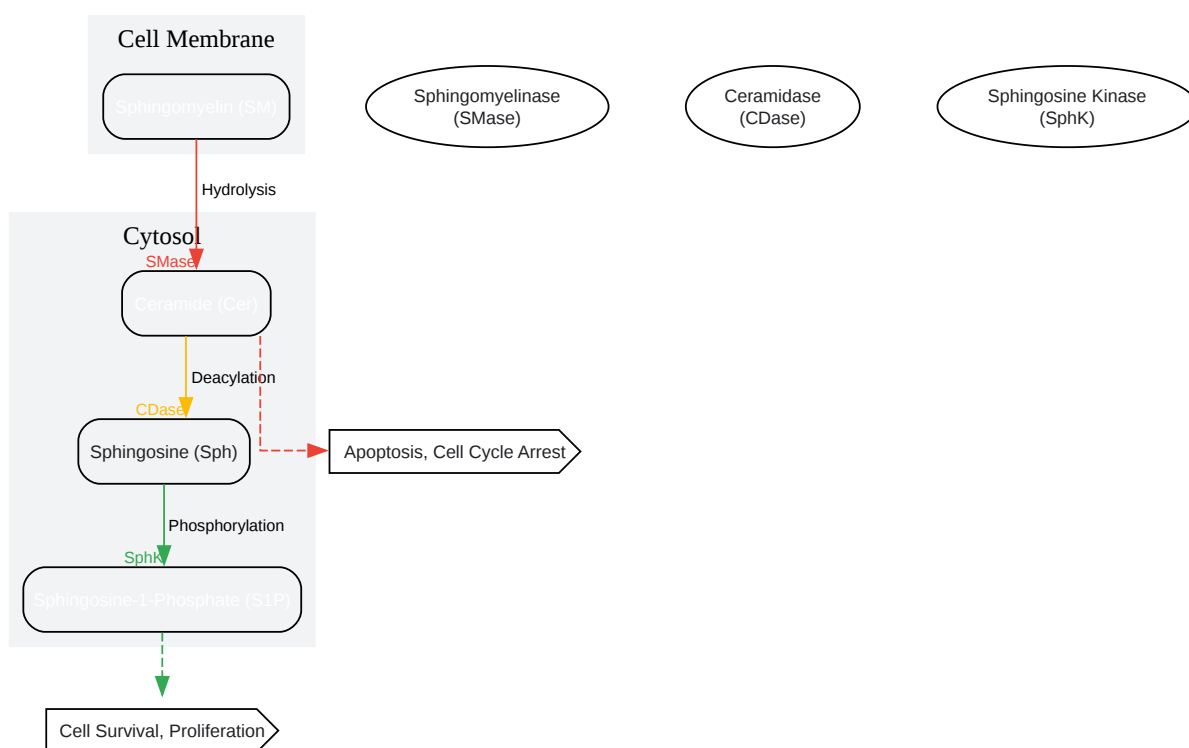 Cell Membrane
Sphingomyelin (SM)
Sphingomyelinase
(SMase)
Ceramidase
(CDase)
Sphingosine Kinase
(SphK)
Hydrolysis
Cytosol
SMase
Ceramide (Cer)
Deacylation
CDase
Sphingosine (Sph)
Apoptosis, Cell Cycle Arrest
Phosphorylation
SphK
Sphingosine-1-Phosphate (S1P)
Cell Survival, Proliferation